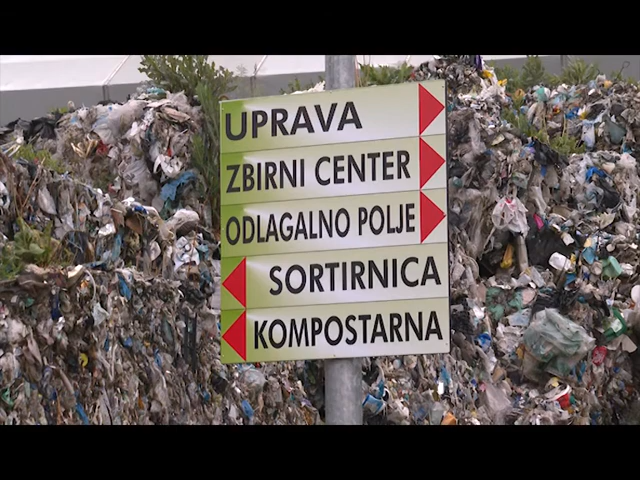 UPRAVA
ZBIRNI CENTER
ODLAGALNO POLJE
SORTIRNICA
KOMPOSTARNA